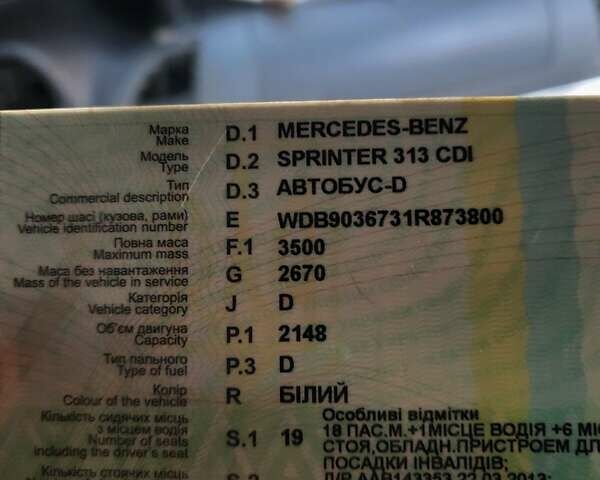 Марка
Make D.1 MERCEDES-BENZ
Модель
Type D.2 SPRINTER 313 CDI
Тип
Commercial description D.3 АВТОБУС-D
Номер шасі (кузова, рами)
Vehicle identification number E WDB9036731R873800
Повна маса
Maximum mass F.1 3500
Маса без навантаження
Mass of the vehicle in service G 2670
Категорія
Vehicle category J D
Об'єм двигуна
Capacity P.1 2148
Тип пального
Type of fuel P.3 D
Колір
Colour of the vehicle R БІЛИЙ
Кількість сидячих місць
з місцем водія
Number of seats
including the driver's seat S.1 19
Особливі відмітки
18 ПАС.М.+1МІСЦЕ ВОДІЯ +6 МІ
СТОЯ,ОБЛАДН.ПРИСТРОЕМ ДЛ
ПОСАДКИ ІНВАЛІДІВ;
Кількість стоячих місць